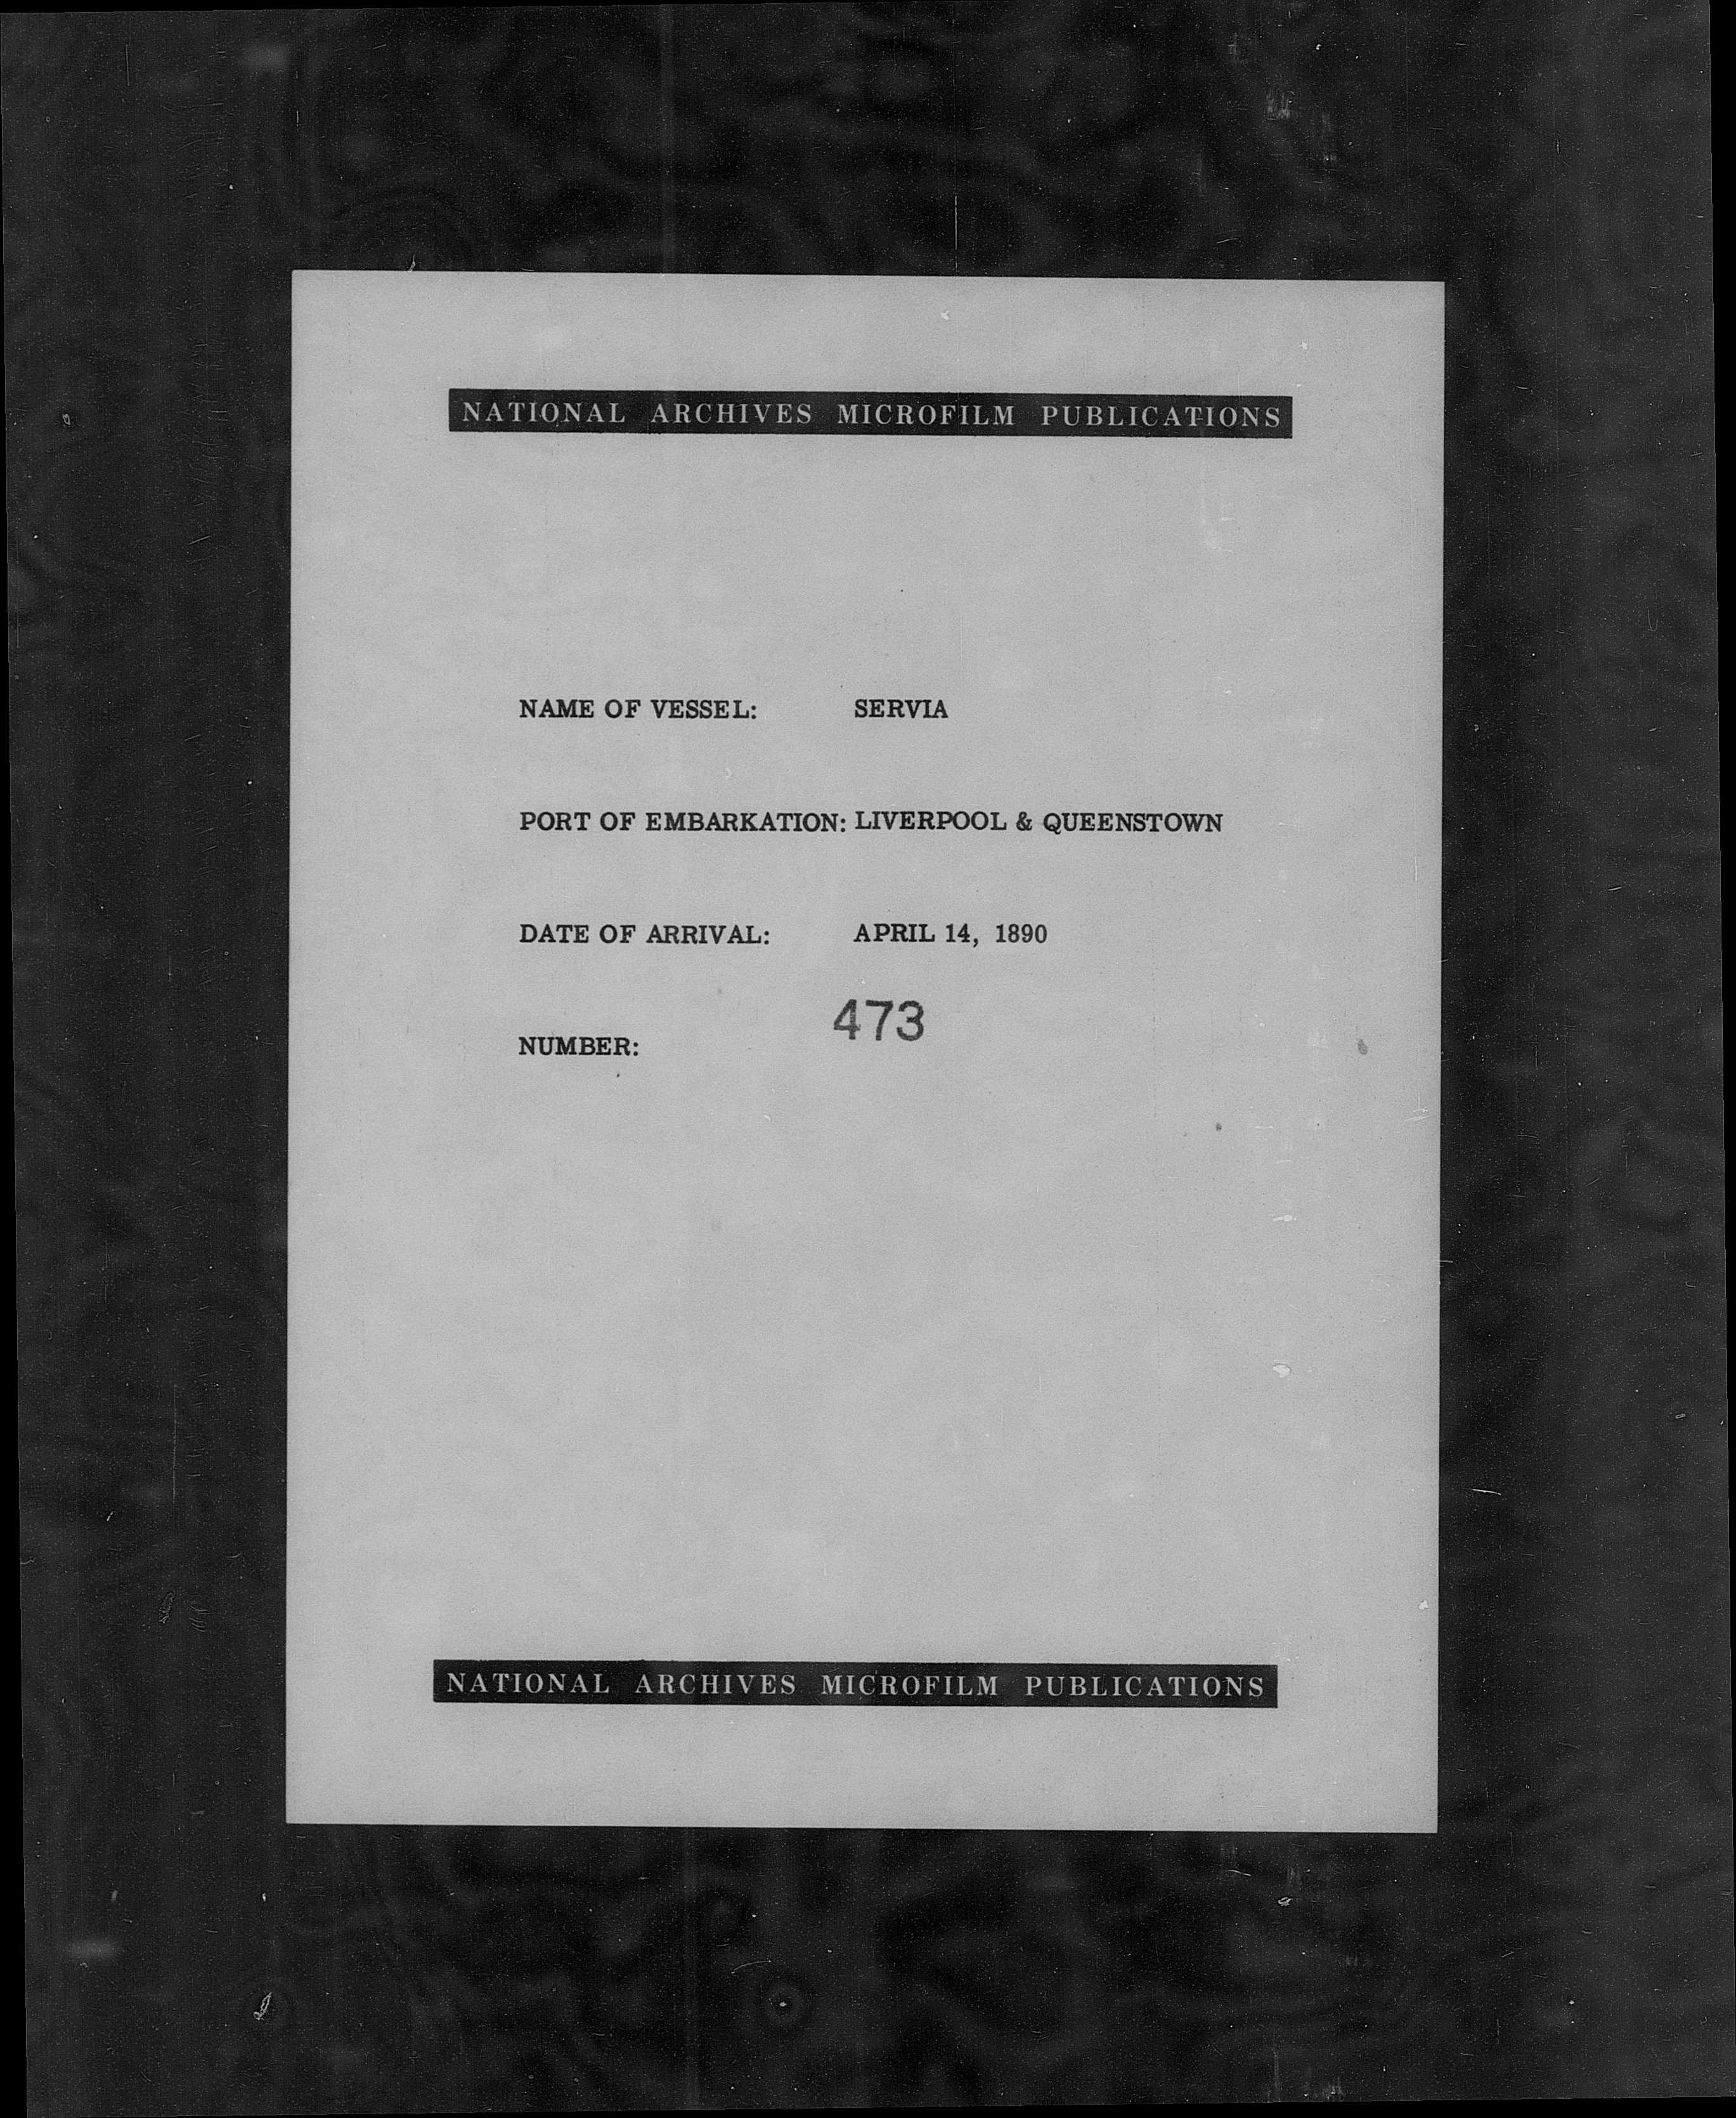 NATIONAL ARCHIVES MICROFILM PUBLICATIONS
NAME OF VESSEL: SERVIA
PORT OF EMBARKATION: LIVERPOOL & QUEENSTOWN
DATE OF ARRIVAL: APRIL 14, 1890
NUMBER: 473
NATIONAL ARCHIVES MICROFILM PUBLICATIONS